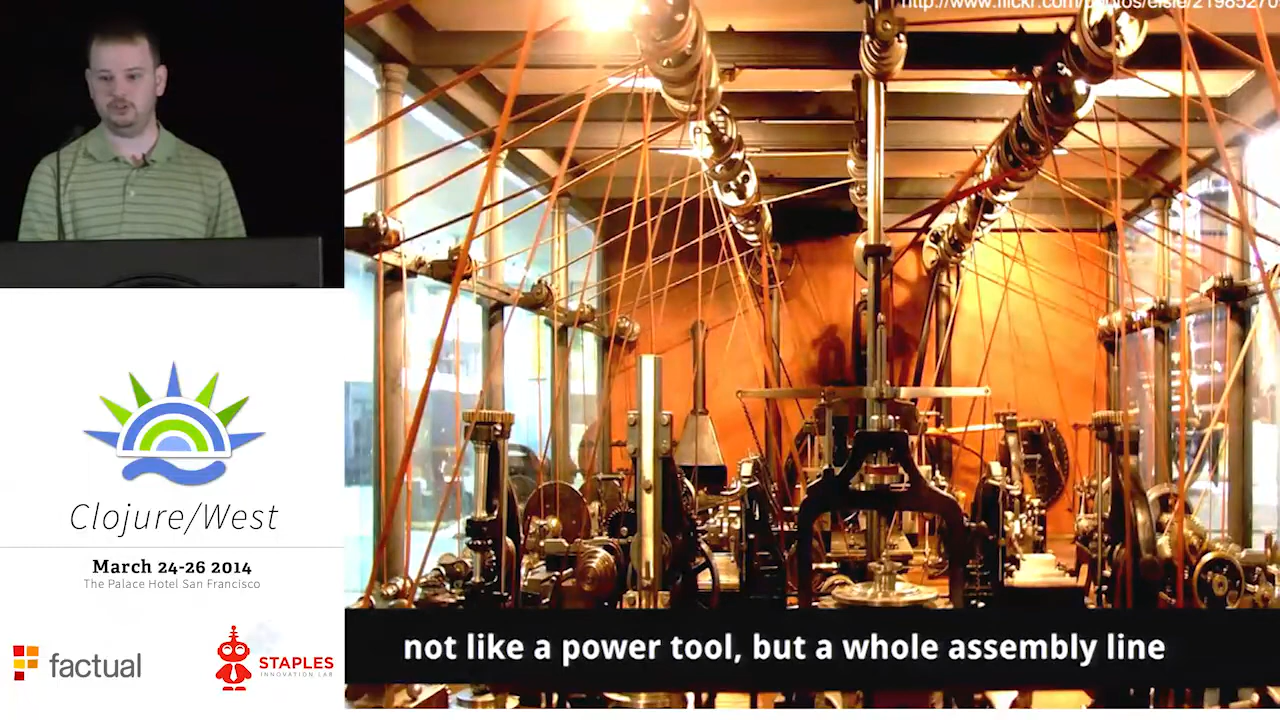 Clojure/West
March 24-26 2014
The Palace Hotel San Francisco
factual
STAPLES
INNOVATION LAB
not like a power tool, but a whole assembly line